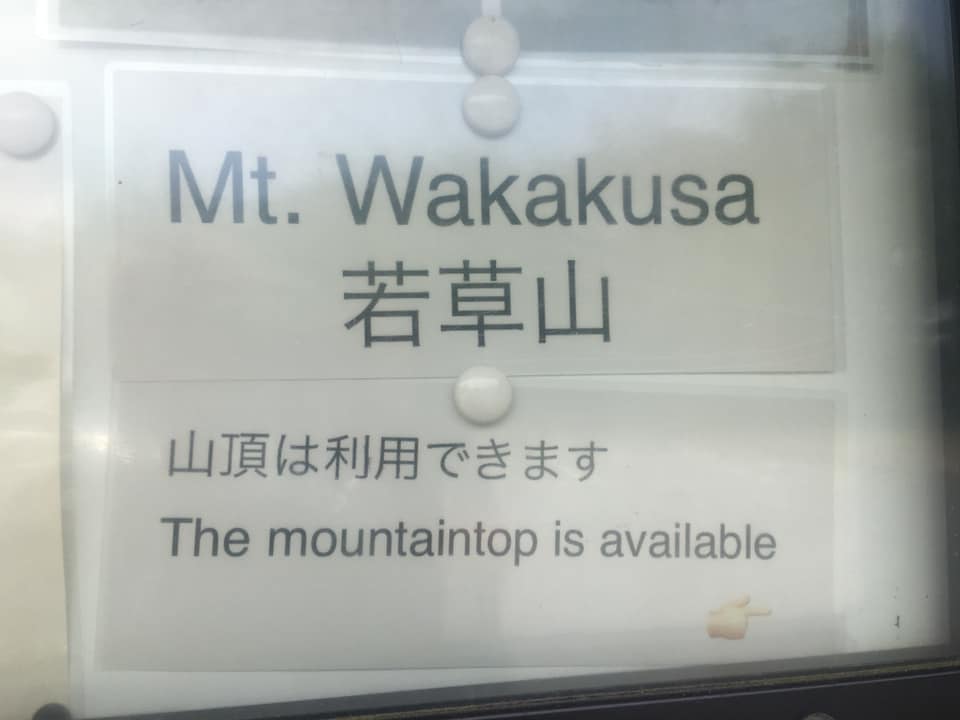 Mt. Wakakusa
若草山
山頂は利用できます
The mountaintop is available